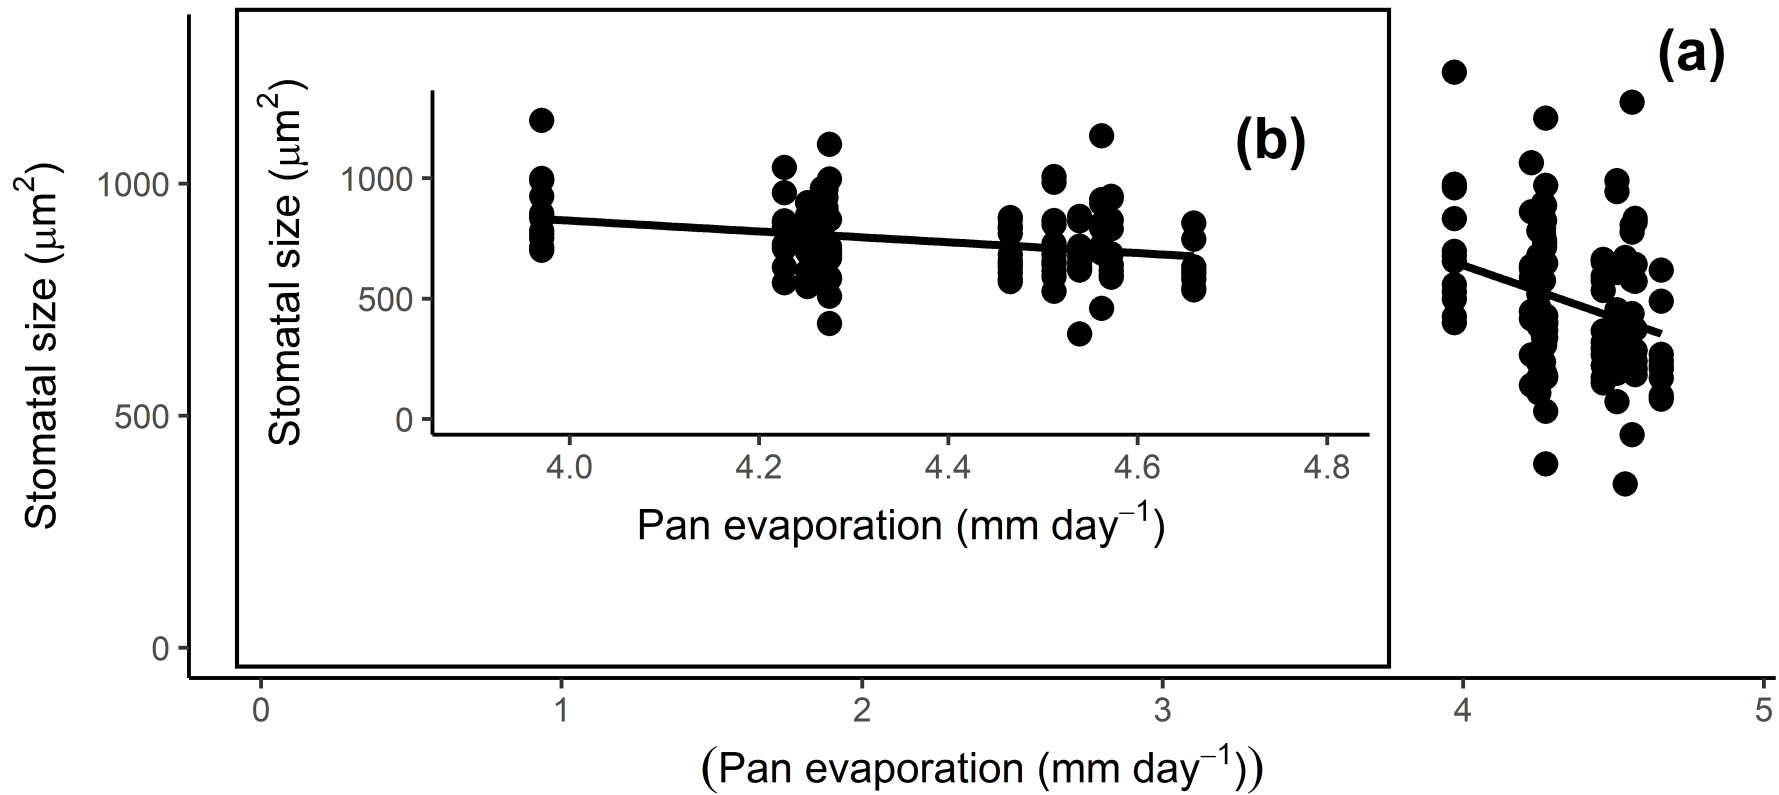 (a)
Stomatal size (μm²)
1000
500
0
(b)
Stomatal size (μm²)
1000
500
0
4.0 4.2 4.4 4.6 4.8
Pan evaporation (mm day⁻¹)
0 1 2 3 4 5
(Pan evaporation (mm day⁻¹))